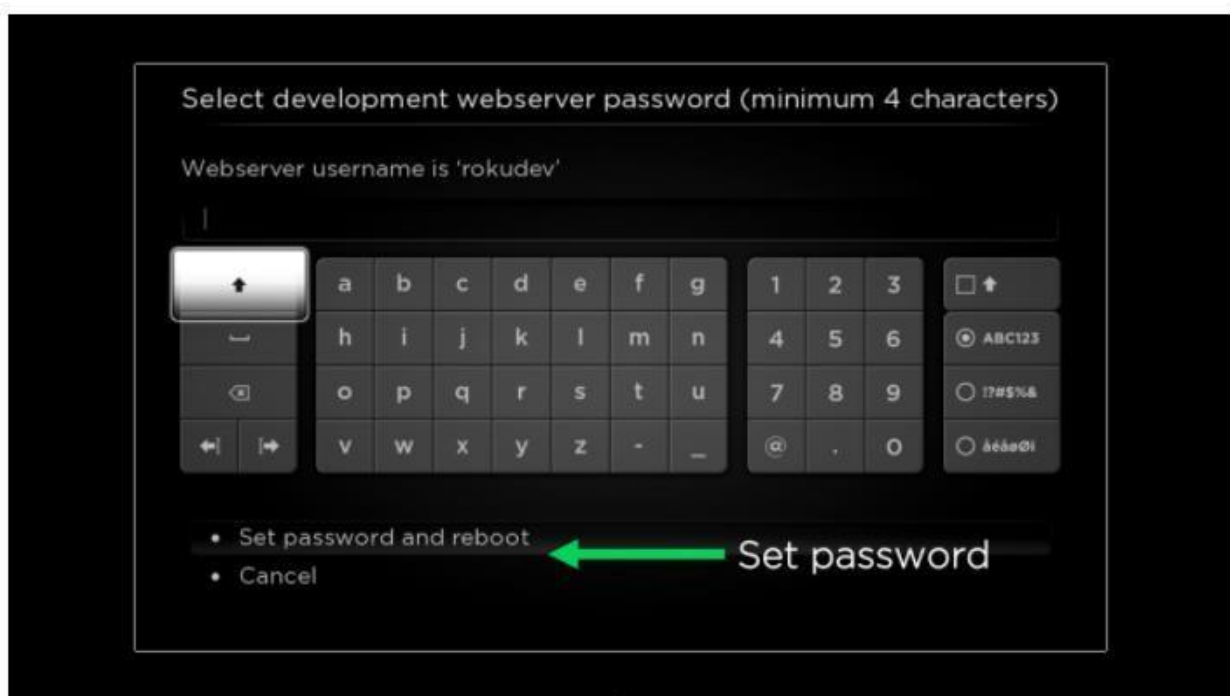 Select development webserver password (minimum 4 characters)
Webserver username is 'rokudev'
a b c d e f g 1 2 3
h i j k l m n 4 5 6 ABC123
o p q r s t u 7 8 9 !?#$%&
v w x y z - _ @ . 0
• Set password and reboot
Set password
• Cancel